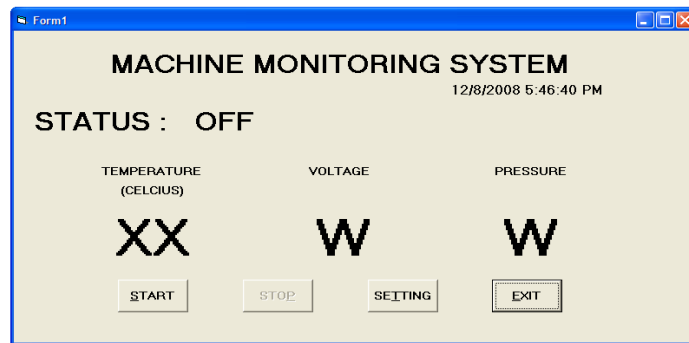 Form1
MACHINE MONITORING SYSTEM
12/8/2008 5:46:40 PM
STATUS : OFF
TEMPERATURE VOLTAGE PRESSURE
(CELCIUS)
XX W W
START STOP SETTING EXIT